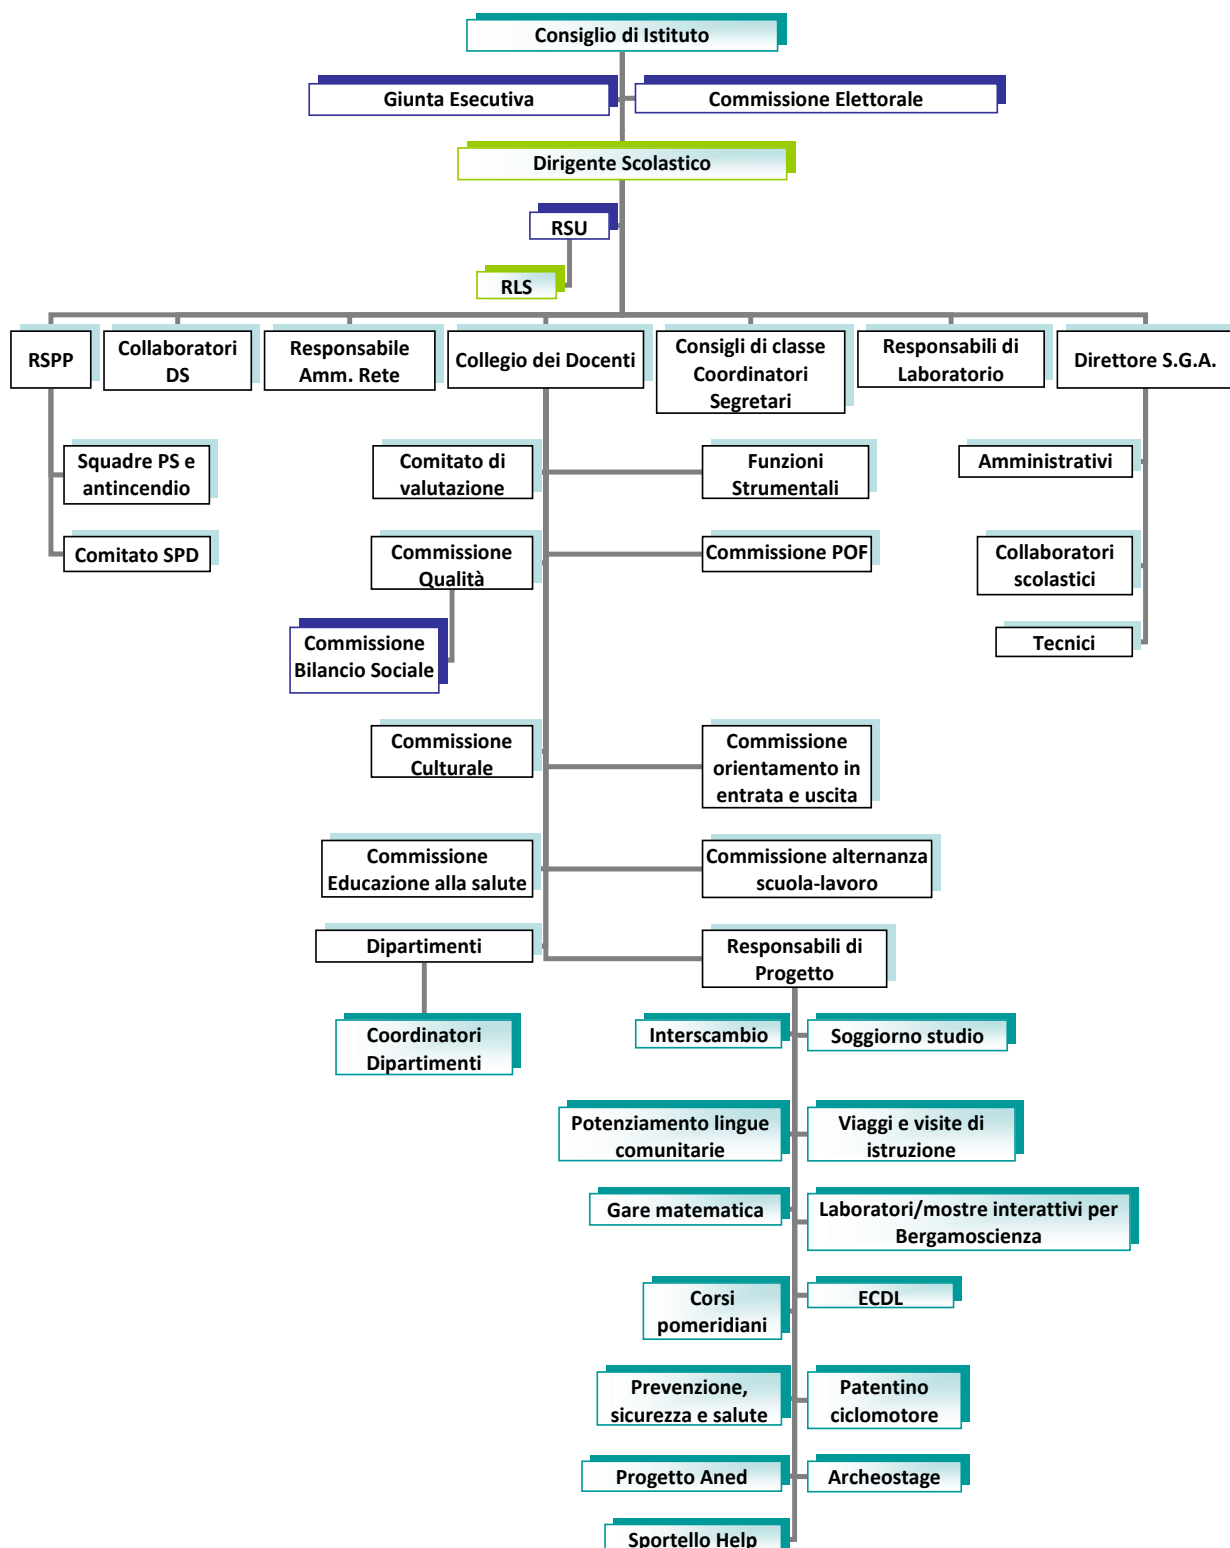 Consiglio di Istituto
Giunta Esecutiva
Commissione Elettorale
Dirigente Scolastico
RSU
RLS
RSPP
Collaboratori
DS
Responsabile
Amm. Rete
Collegio dei Docenti
Consigli di classe
Coordinatori
Segretari
Responsabili di
Laboratorio
Direttore S.G.A.
Squadre PS e
antincendio
Comitato di
valutazione
Funzioni
Strumentali
Amministrativi
Comitato SPD
Commissione
Qualità
Commissione POF
Collaboratori
scolastici
Commissione
Bilancio Sociale
Tecnici
Commissione
Culturale
Commissione
orientamento in
entrata e uscita
Commissione
Educazione alla salute
Commissione alternanza
scuola-lavoro
Dipartimenti
Responsabili di
Progetto
Coordinatori
Dipartimenti
Interscambio
Soggiorno studio
Potenziamento lingue
comunitarie
Viaggi e visite di
istruzione
Gare matematica
Laboratori/mostre interattivi per
Bergamoscienza
Corsi
pomeridiani
ECDL
Prevenzione,
sicurezza e salute
Patentino
ciclomotore
Progetto Aned
Archeostage
Sportello Help